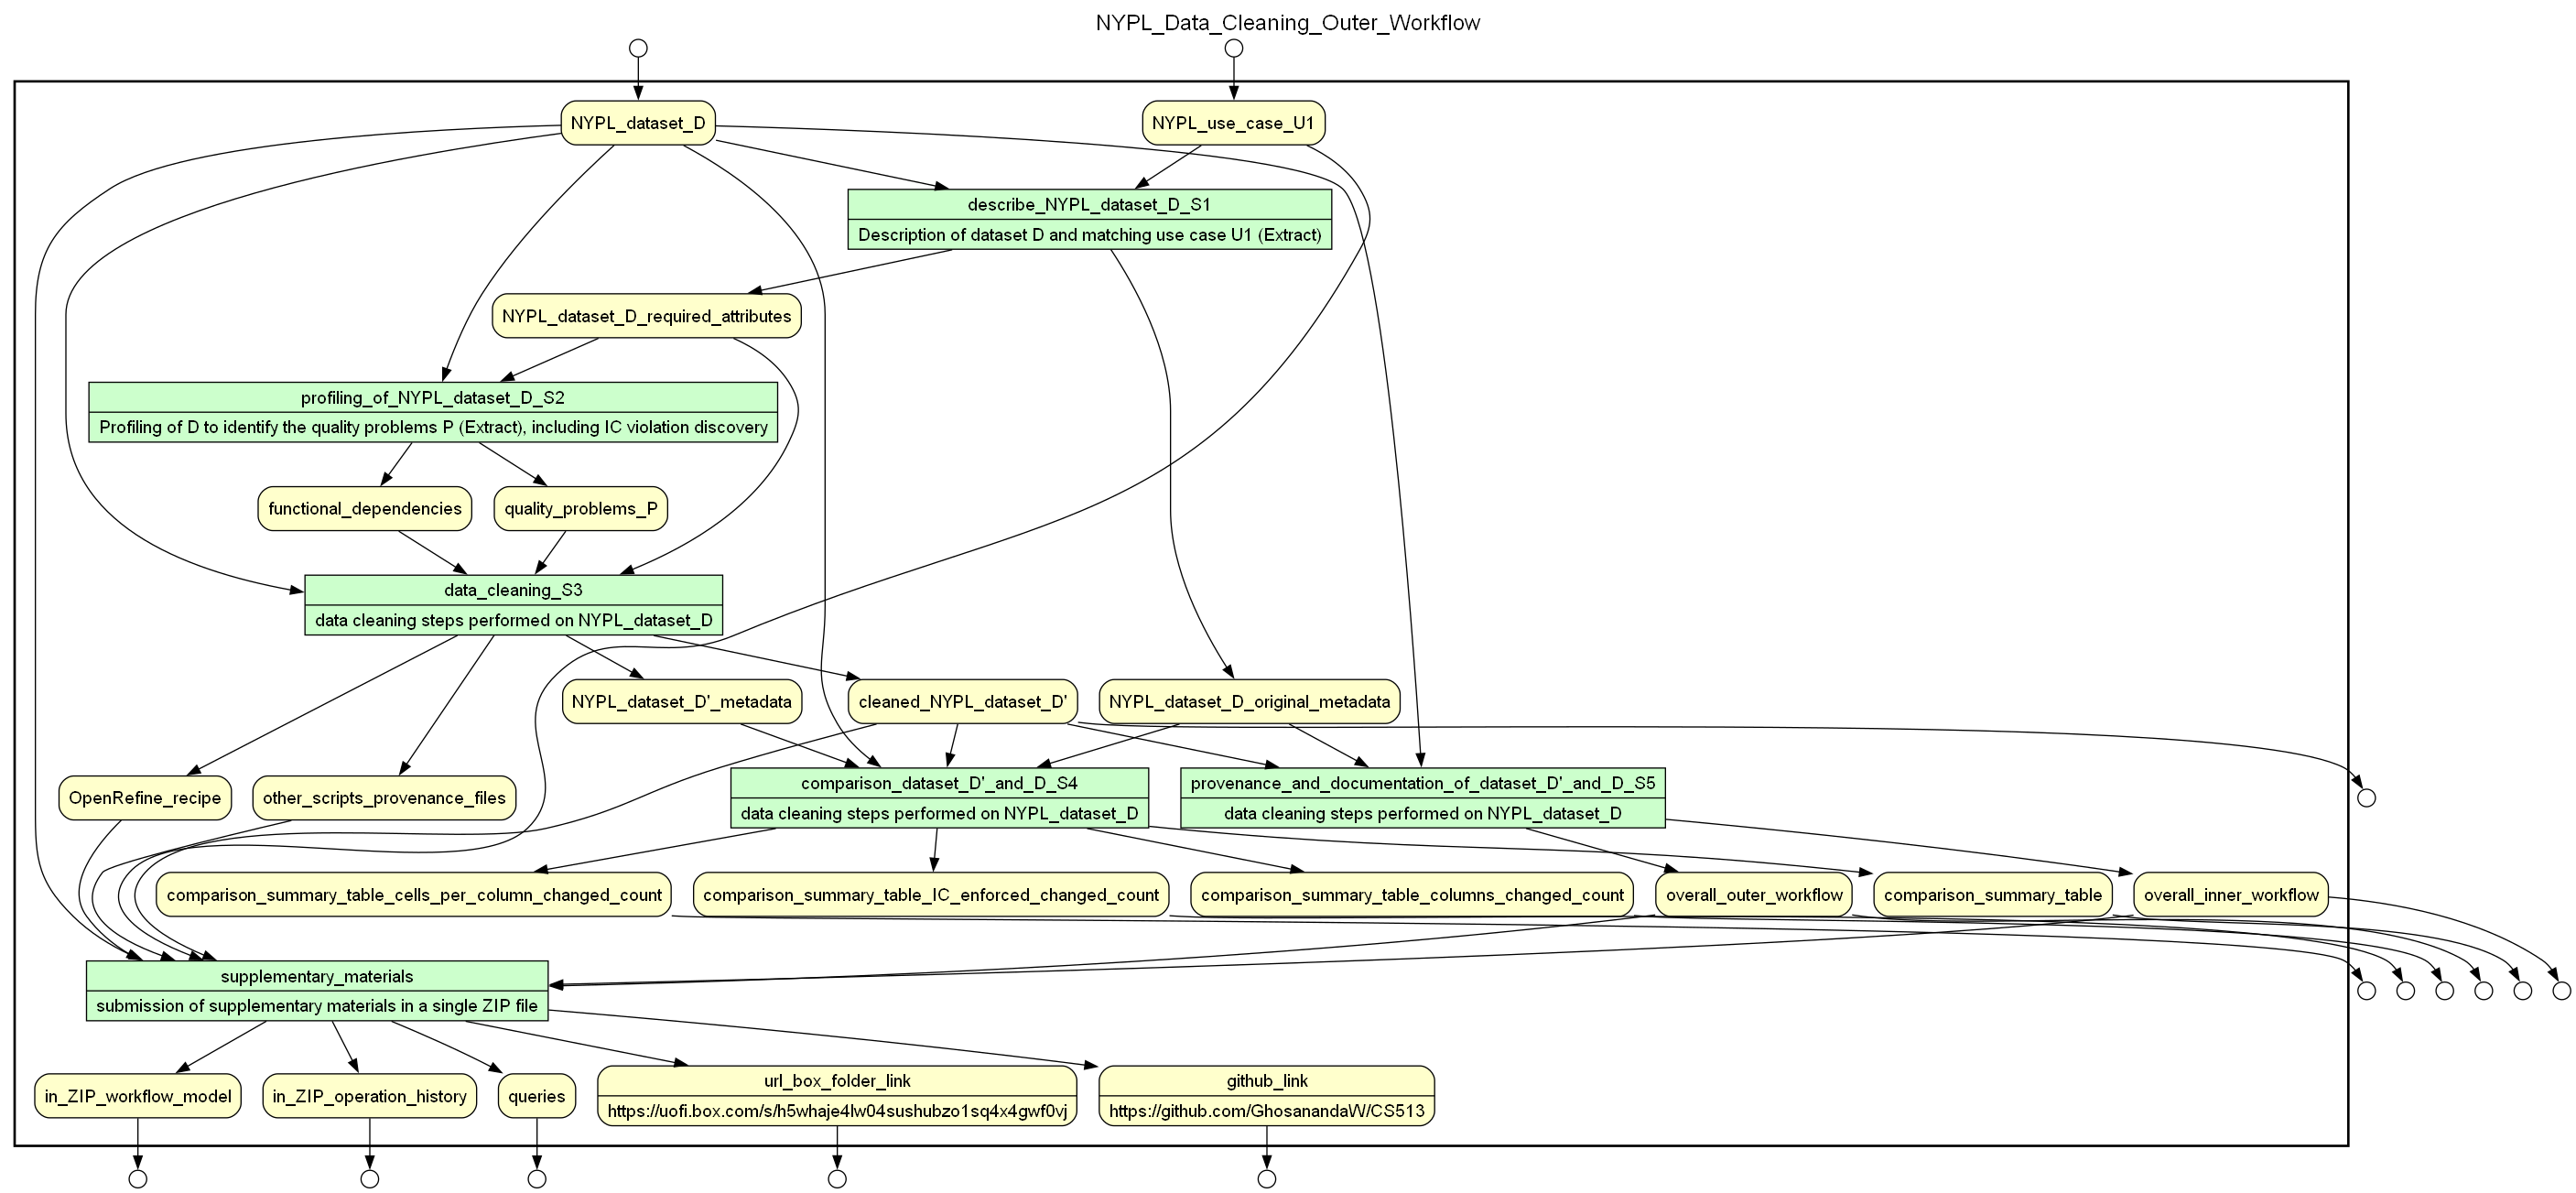 NYPL_Data_Cleaning_Outer_Workflow
NYPL_dataset_D
NYPL_use_case_U1
describe_NYPL_dataset_D_S1
Description of dataset D and matching use case U1 (Extract)
NYPL_dataset_D_required_attributes
profiling_of_NYPL_dataset_D_S2
Profiling of D to identify the quality problems P (Extract), including IC violation discovery
functional_dependencies
quality_problems_P
data_cleaning_S3
data cleaning steps performed on NYPL_dataset_D
NYPL_dataset_D'_metadata
cleaned_NYPL_dataset_D'
NYPL_dataset_D_original_metadata
OpenRefine_recipe
other_scripts_provenance_files
comparison_dataset_D'_and_D_S4
data cleaning steps performed on NYPL_dataset_D
provenance_and_documentation_of_dataset_D'_and_D_S5
data cleaning steps performed on NYPL_dataset_D
comparison_summary_table_cells_per_column_changed_count
comparison_summary_table_IC_enforced_changed_count
comparison_summary_table_columns_changed_count
overall_outer_workflow
comparison_summary_table
overall_inner_workflow
supplementary_materials
submission of supplementary materials in a single ZIP file
in_ZIP_workflow_model
in_ZIP_operation_history
queries
url_box_folder_link
https://uofi.box.com/s/h5whaje4lw04sushubzo1sq4x4gwf0vj
github_link
https://github.com/GhosanandaW/CS513